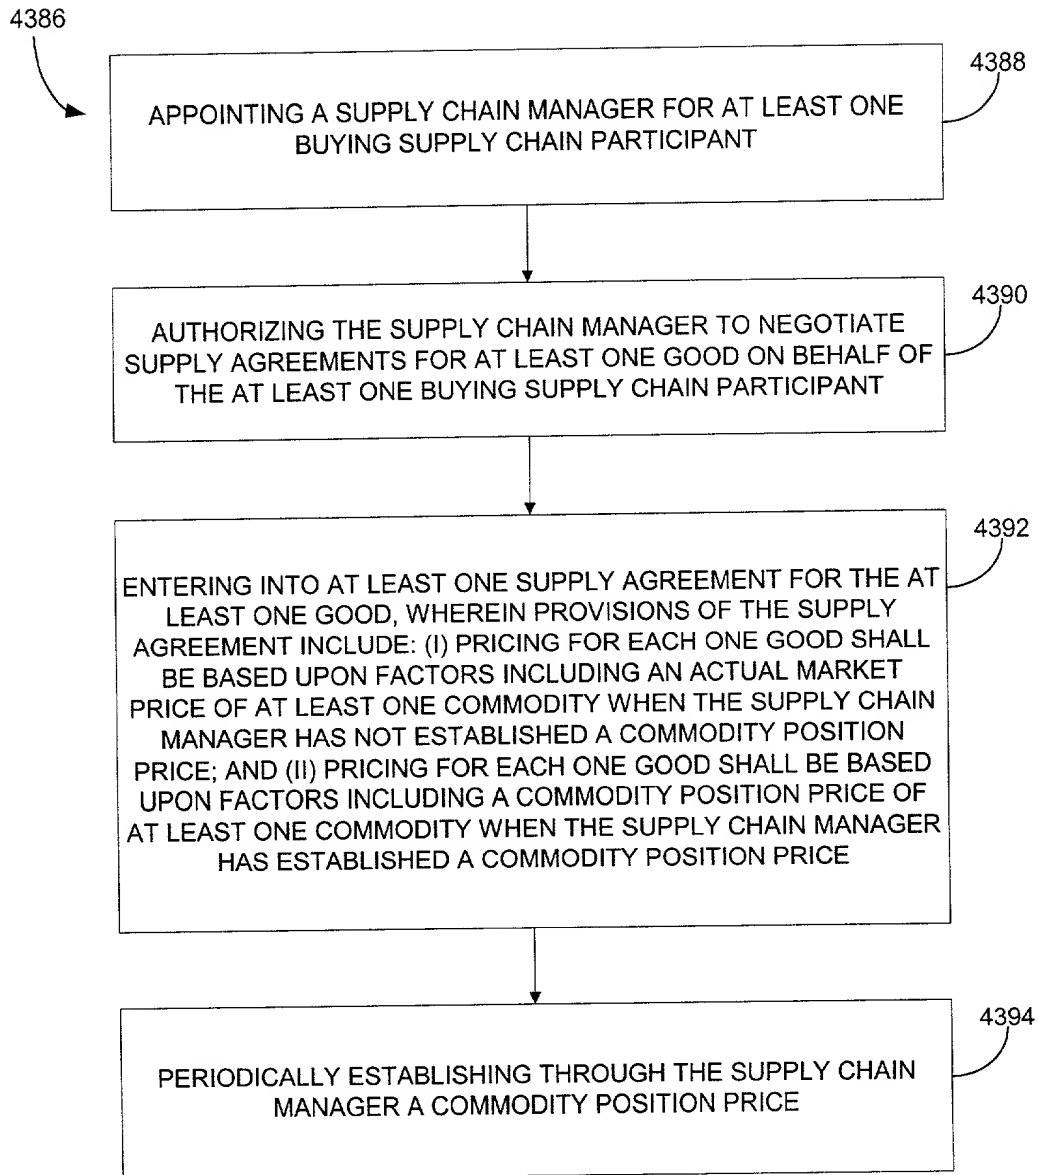 4386
4388
APPOINTING A SUPPLY CHAIN MANAGER FOR AT LEAST ONE
BUYING SUPPLY CHAIN PARTICIPANT
4390
AUTHORIZING THE SUPPLY CHAIN MANAGER TO NEGOTIATE
SUPPLY AGREEMENTS FOR AT LEAST ONE GOOD ON BEHALF OF
THE AT LEAST ONE BUYING SUPPLY CHAIN PARTICIPANT
4392
ENTERING INTO AT LEAST ONE SUPPLY AGREEMENT FOR THE AT
LEAST ONE GOOD, WHEREIN PROVISIONS OF THE SUPPLY
AGREEMENT INCLUDE: (I) PRICING FOR EACH ONE GOOD SHALL
BE BASED UPON FACTORS INCLUDING AN ACTUAL MARKET
PRICE OF AT LEAST ONE COMMODITY WHEN THE SUPPLY CHAIN
MANAGER HAS NOT ESTABLISHED A COMMODITY POSITION
PRICE; AND (II) PRICING FOR EACH ONE GOOD SHALL BE BASED
UPON FACTORS INCLUDING A COMMODITY POSITION PRICE OF
AT LEAST ONE COMMODITY WHEN THE SUPPLY CHAIN MANAGER
HAS ESTABLISHED A COMMODITY POSITION PRICE
4394
PERIODICALLY ESTABLISHING THROUGH THE SUPPLY CHAIN
MANAGER A COMMODITY POSITION PRICE